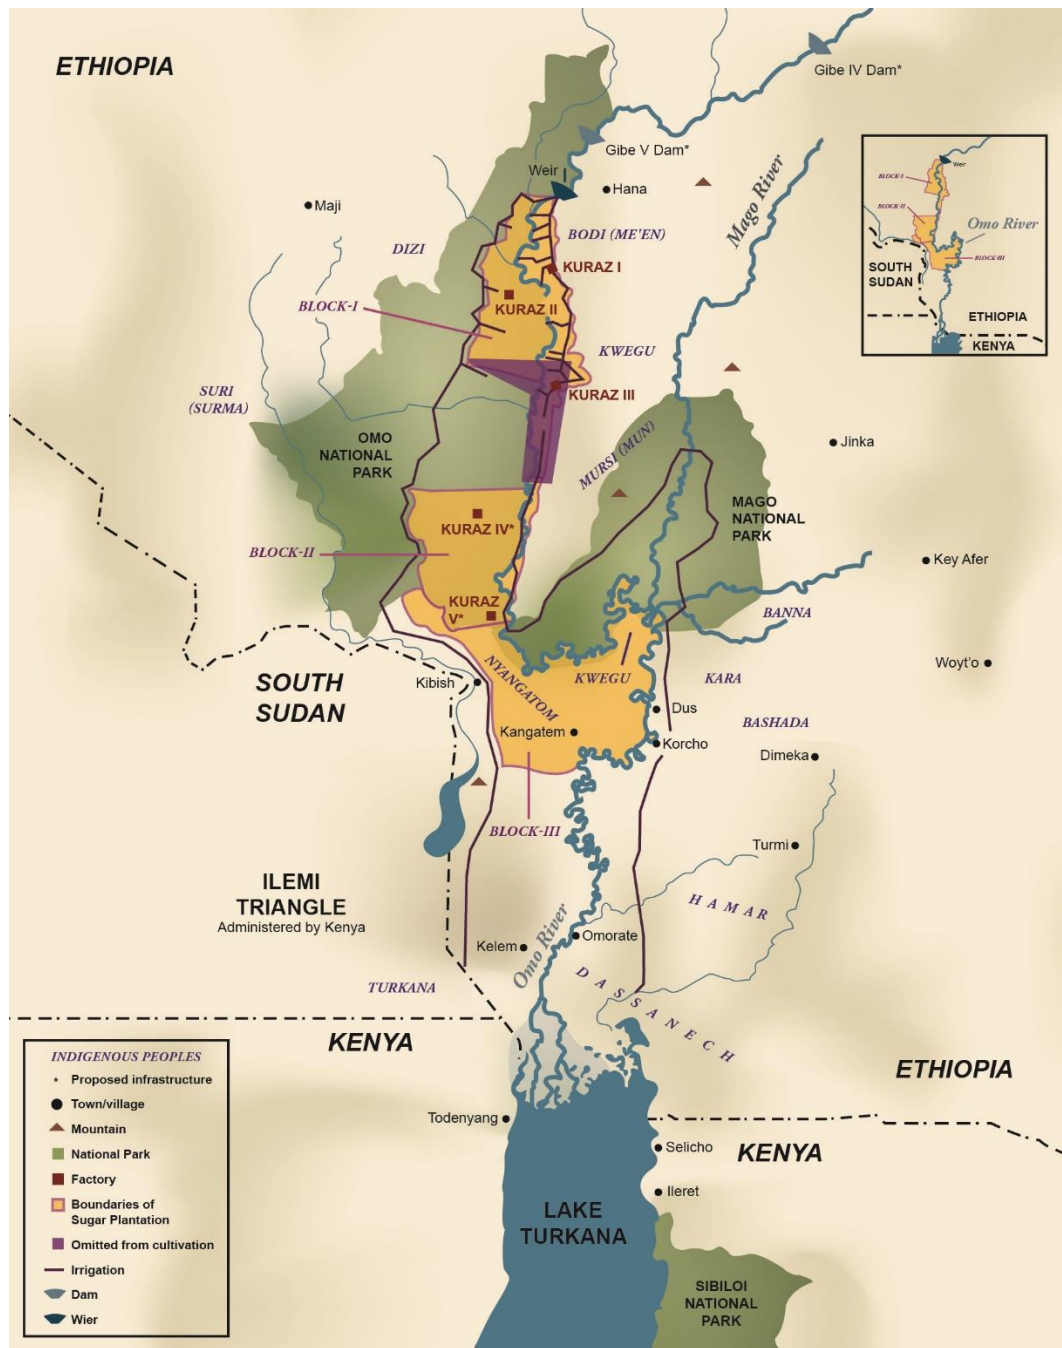 ETHIOPIA
Gibe IV Dam*
Gibe V Dam*
Weir
Hana
Mago River
Maji
DIZI
BODI (ME'EN)
KURAZ I
KURAZ II
BLOCK-I
KWEGU
KURAZ III
SURI
(SURMA)
OMO
NATIONAL
PARK
MURSI (MUN)
Jinka
MAGO
NATIONAL
PARK
KURAZ IV*
BLOCK-II
KURAZ
V*
Key Afer
BANNA
Woyt'o
SOUTH
SUDAN
Kibish
NYANGATOM
KWEGU
KARA
Dus
BASHADA
Kangatem
Korcho
Dimeka
BLOCK-III
Turmi
ILEMI
TRIANGLE
Administered by Kenya
HAMAR
Omo River
Omorate
Kelem
TURKANA
DASSANECH
KENYA
ETHIOPIA
Todenyang
KENYA
Selicho
Ileret
LAKE
TURKANA
SIBILOI
NATIONAL
PARK
Weir
BLOCK-I
BLOCK-II
Omo River
BLOCK-III
SOUTH
SUDAN
ETHIOPIA
KENYA
INDIGENOUS PEOPLES
* Proposed infrastructure
Town/village
Mountain
National Park
Factory
Boundaries of
Sugar Plantation
Omitted from cultivation
Irrigation
Dam
Wier